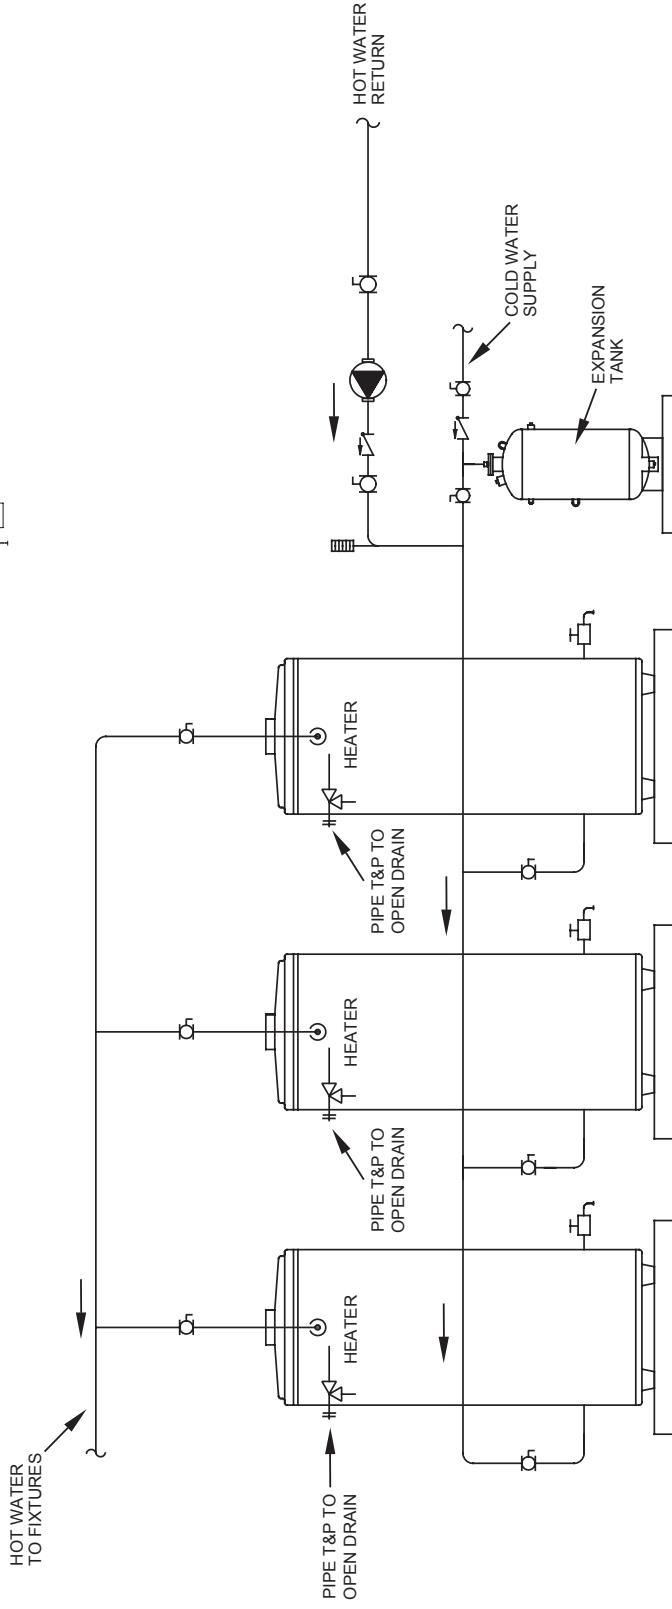 HOT WATER
TO FIXTURES
PIPE T&P TO
OPEN DRAIN
HEATER
PIPE T&P TO
OPEN DRAIN
HEATER
PIPE T&P TO
OPEN DRAIN
HEATER
HOT WATER
RETURN
COLD WATER
SUPPLY
EXPANSION
TANK